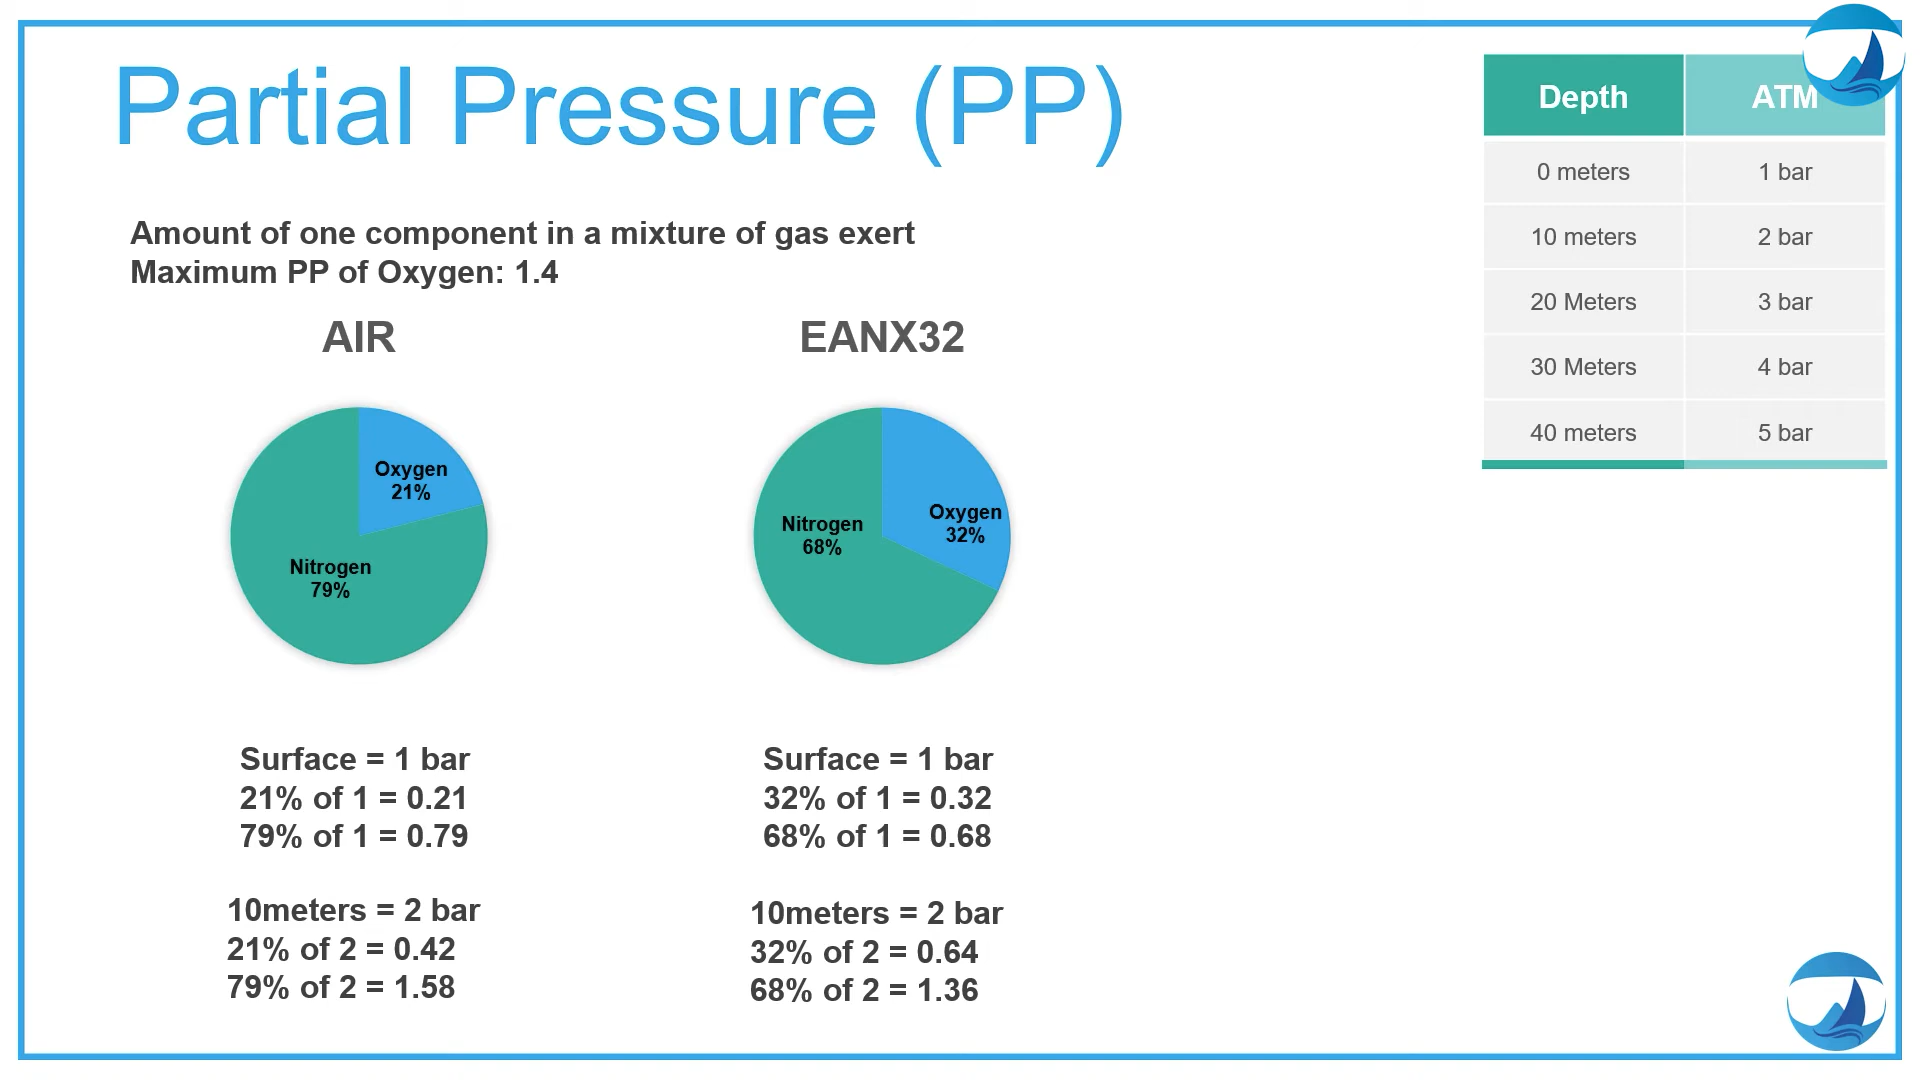 Partial Pressure (PP)
Amount of one component in a mixture of gas exert
Maximum PP of Oxygen: 1.4
AIR
Oxygen
21%
Nitrogen
79%
Surface = 1 bar
21% of 1 = 0.21
79% of 1 = 0.79
10meters = 2 bar
21% of 2 = 0.42
79% of 2 = 1.58
EANX32
Nitrogen
68%
Oxygen
32%
Surface = 1 bar
32% of 1 = 0.32
68% of 1 = 0.68
10meters = 2 bar
32% of 2 = 0.64
68% of 2 = 1.36
Depth ATM
0 meters 1 bar
10 meters 2 bar
20 Meters 3 bar
30 Meters 4 bar
40 meters 5 bar